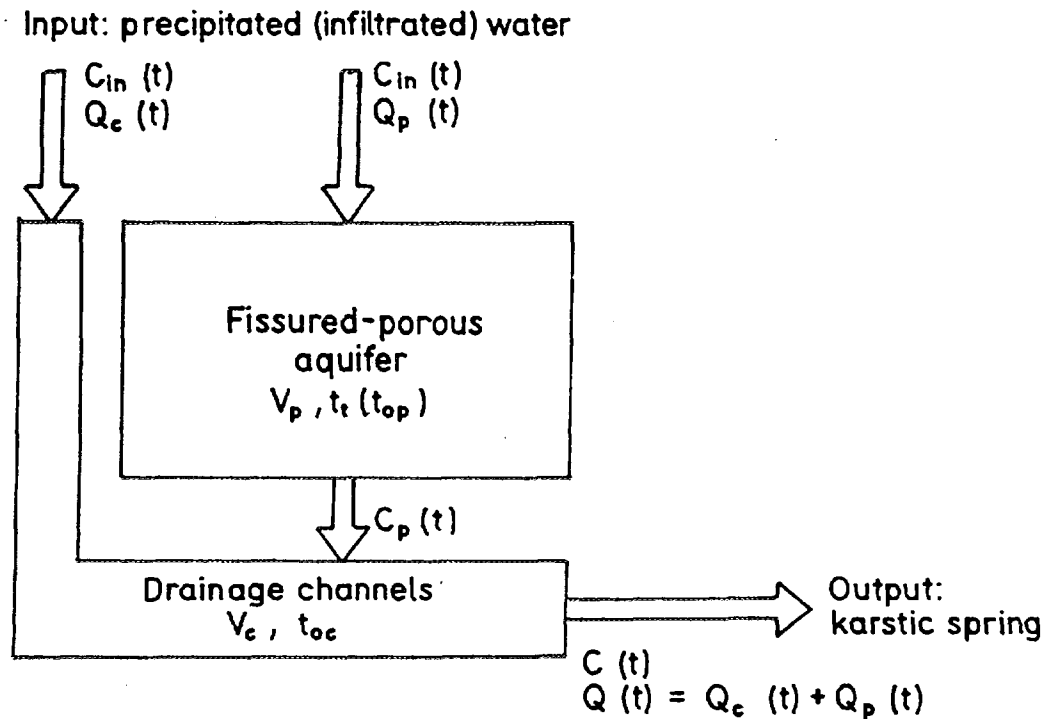 Input: precipitated (infiltrated) water
C_in (t)
Q_c (t)
C_in (t)
Q_p (t)
Fissured-porous
aquifer
V_p , t_t (t_op)
C_p (t)
Drainage channels
V_c , t_oc
Output:
karstic spring
C (t)
Q (t) = Q_c (t) + Q_p (t)